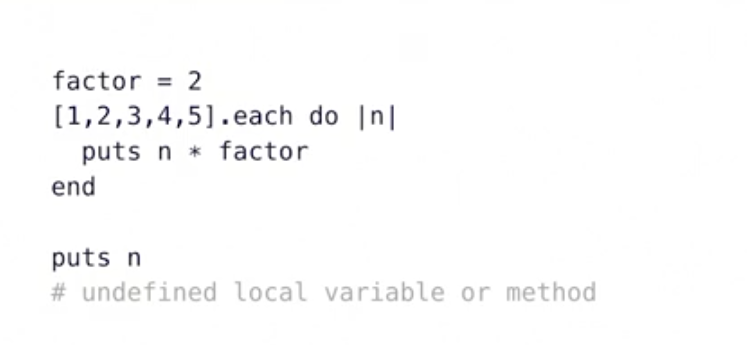 factor = 2
[1,2,3,4,5].each do |n|
  puts n * factor
end

puts n
# undefined local variable or method